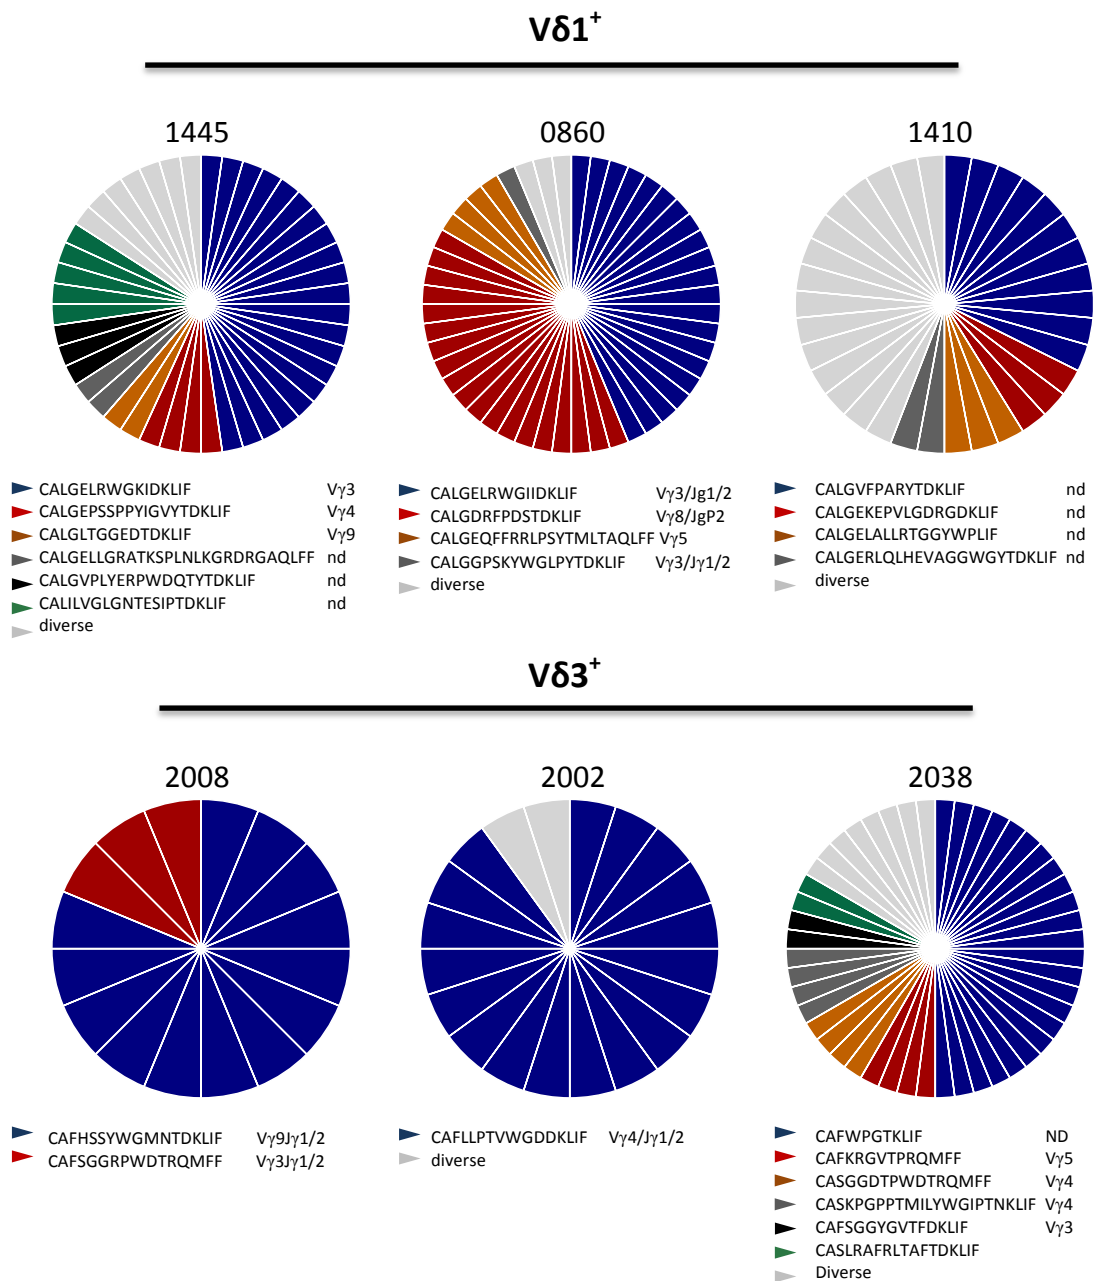 Vδ1+
1445
0860
1410
CALGELRWGKIDKLIF Vγ3
CALGEPSSPPYIGVYTDKLIF Vγ4
CALGLTGGEDTDKLIF Vγ9
CALGELLGRATKSPLNLKGRDRGAQLFF nd
CALGVPLYERPWDQTYTDKLIF nd
CALILVGLGNTESIPTDKLIF nd
diverse
CALGELRWGIIDKLIF Vγ3/Jg1/2
CALGDRFPDSTDKLIF Vγ8/JgP2
CALGEQFFRRLPSYTMLTAQLFF Vγ5
CALGGPSKYWGLPYTDKLIF Vγ3/Jγ1/2
diverse
CALGVFPARYTDKLIF nd
CALGEKEPVLGDRGDKLIF nd
CALGELALLRTGGYWPLIF nd
CALGERLQLHEVAGGWGYTDKLIF nd
diverse
Vδ3+
2008
2002
2038
CAFHSSYWGMNTDKLIF Vγ9Jγ1/2
CAFSGGRPWDTRQMFF Vγ3Jγ1/2
CAFLLPTVWGDDKLIF Vγ4/Jγ1/2
diverse
CAFWPGTKLIF ND
CAFKRGVTPRQMFF Vγ5
CASGGDTPWDTRQMFF Vγ4
CASKPGPPTMILYWGIPTNKLIF Vγ4
CAFSGGYGVTFDKLIF Vγ3
CASLRAFRLTAFTDKLIF
Diverse